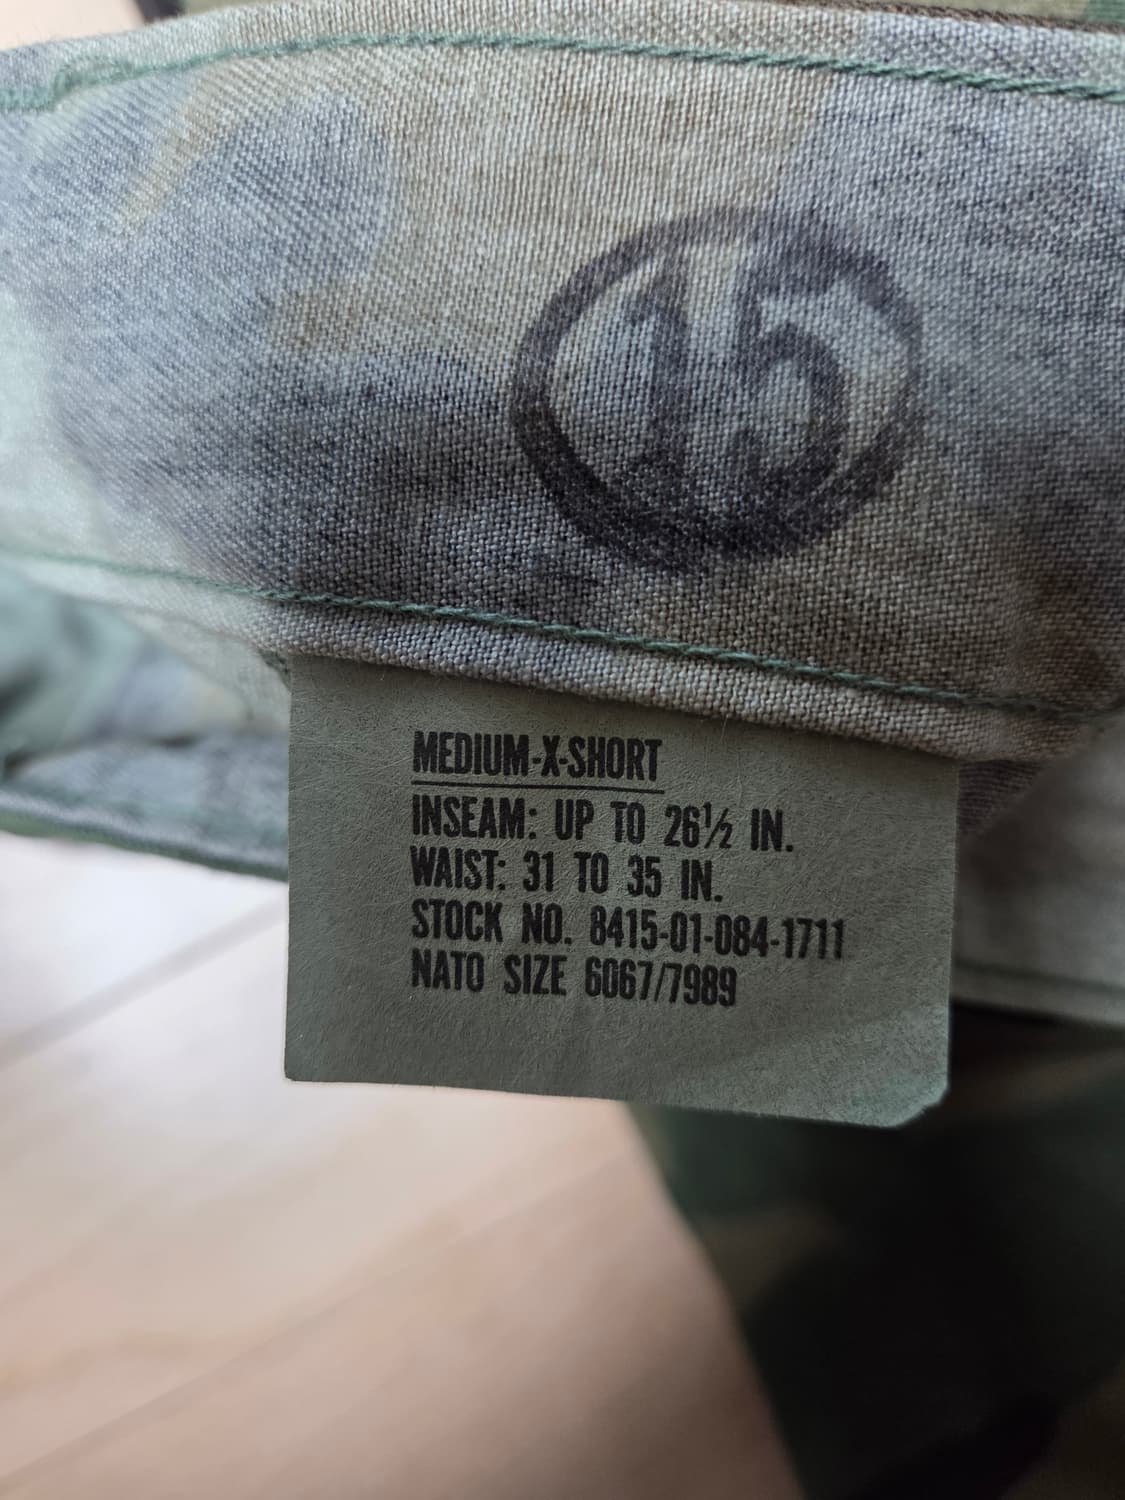 15
MEDIUM-X-SHORT
INSEAM: UP TO 26½ IN.
WAIST: 31 TO 35 IN.
STOCK NO. 8415-01-084-1711
NATO SIZE 6067/7989